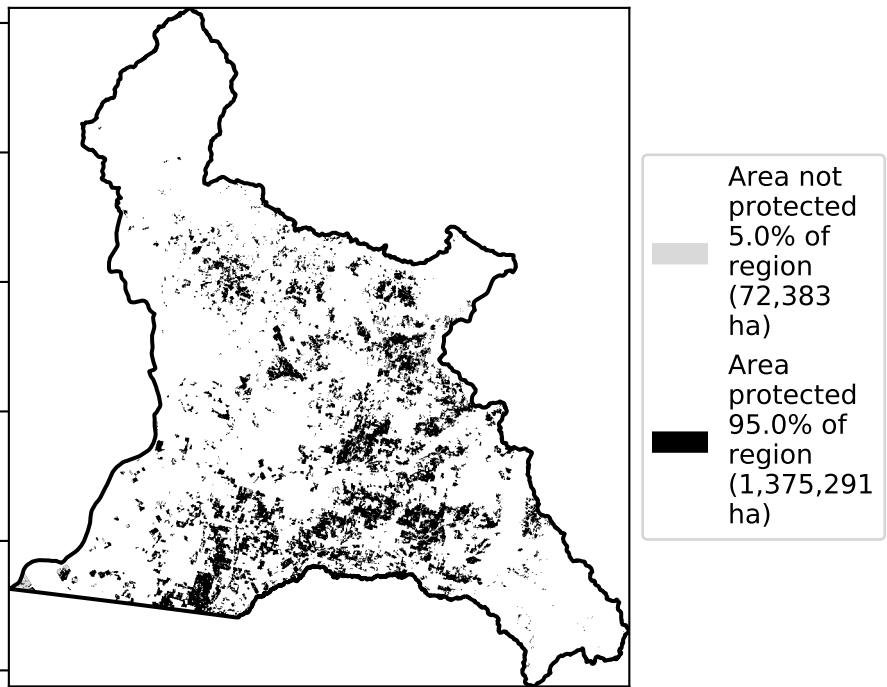 Area not
protected
5.0% of
region
(72,383
ha)
Area
protected
95.0% of
region
(1,375,291
ha)